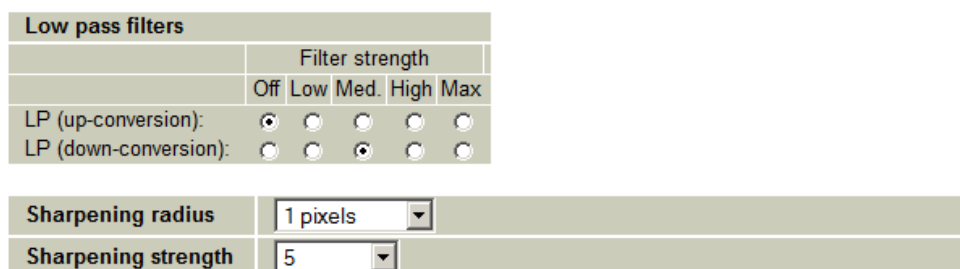 Low pass filters
Filter strength
Off Low Med. High Max
LP (up-conversion):
LP (down-conversion):
Sharpening radius 1 pixels
Sharpening strength 5